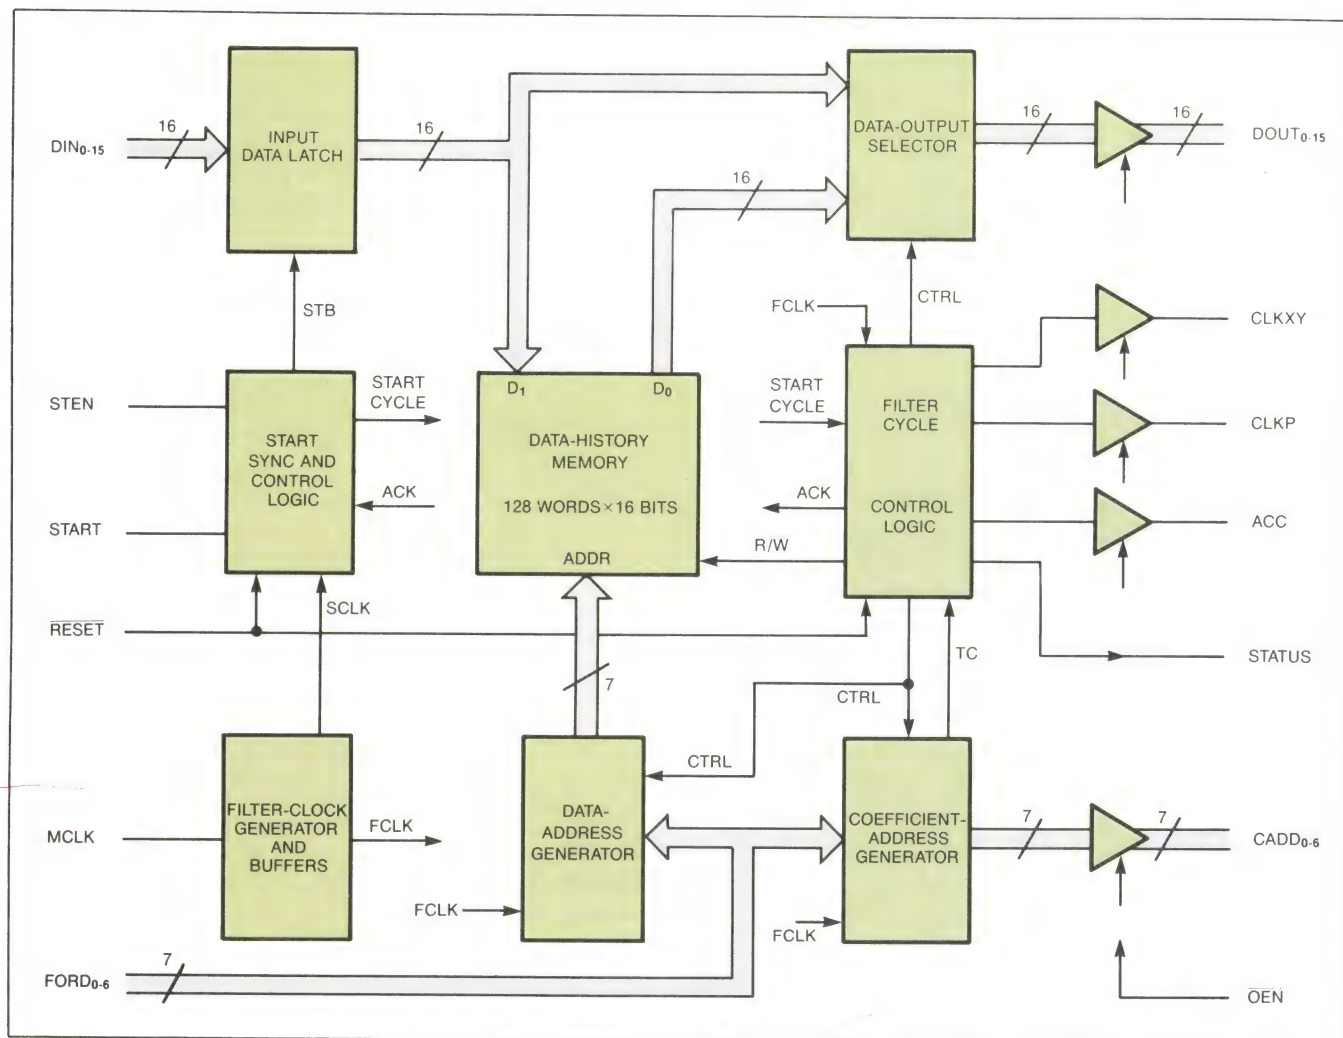 DIN0-15
16
INPUT
DATA LATCH
16
16
DATA-OUTPUT
SELECTOR
16
16
DOUT0-15
STB
FCLK
CTRL
CLKXY
STEN
START
SYNC AND
CONTROL
LOGIC
START
CYCLE
ACK
START
D1
D0
DATA-HISTORY
MEMORY
128 WORDS×16 BITS
ADDR
START
CYCLE
ACK
R/W
FILTER
CYCLE
CONTROL
LOGIC
CLKP
ACC
RESET
SCLK
7
TC
STATUS
CTRL
CTRL
MCLK
FILTER-CLOCK
GENERATOR
AND
BUFFERS
FCLK
DATA-
ADDRESS
GENERATOR
FCLK
COEFFICIENT-
ADDRESS
GENERATOR
FCLK
7
7
CADD0-6
FORD0-6
7
OEN